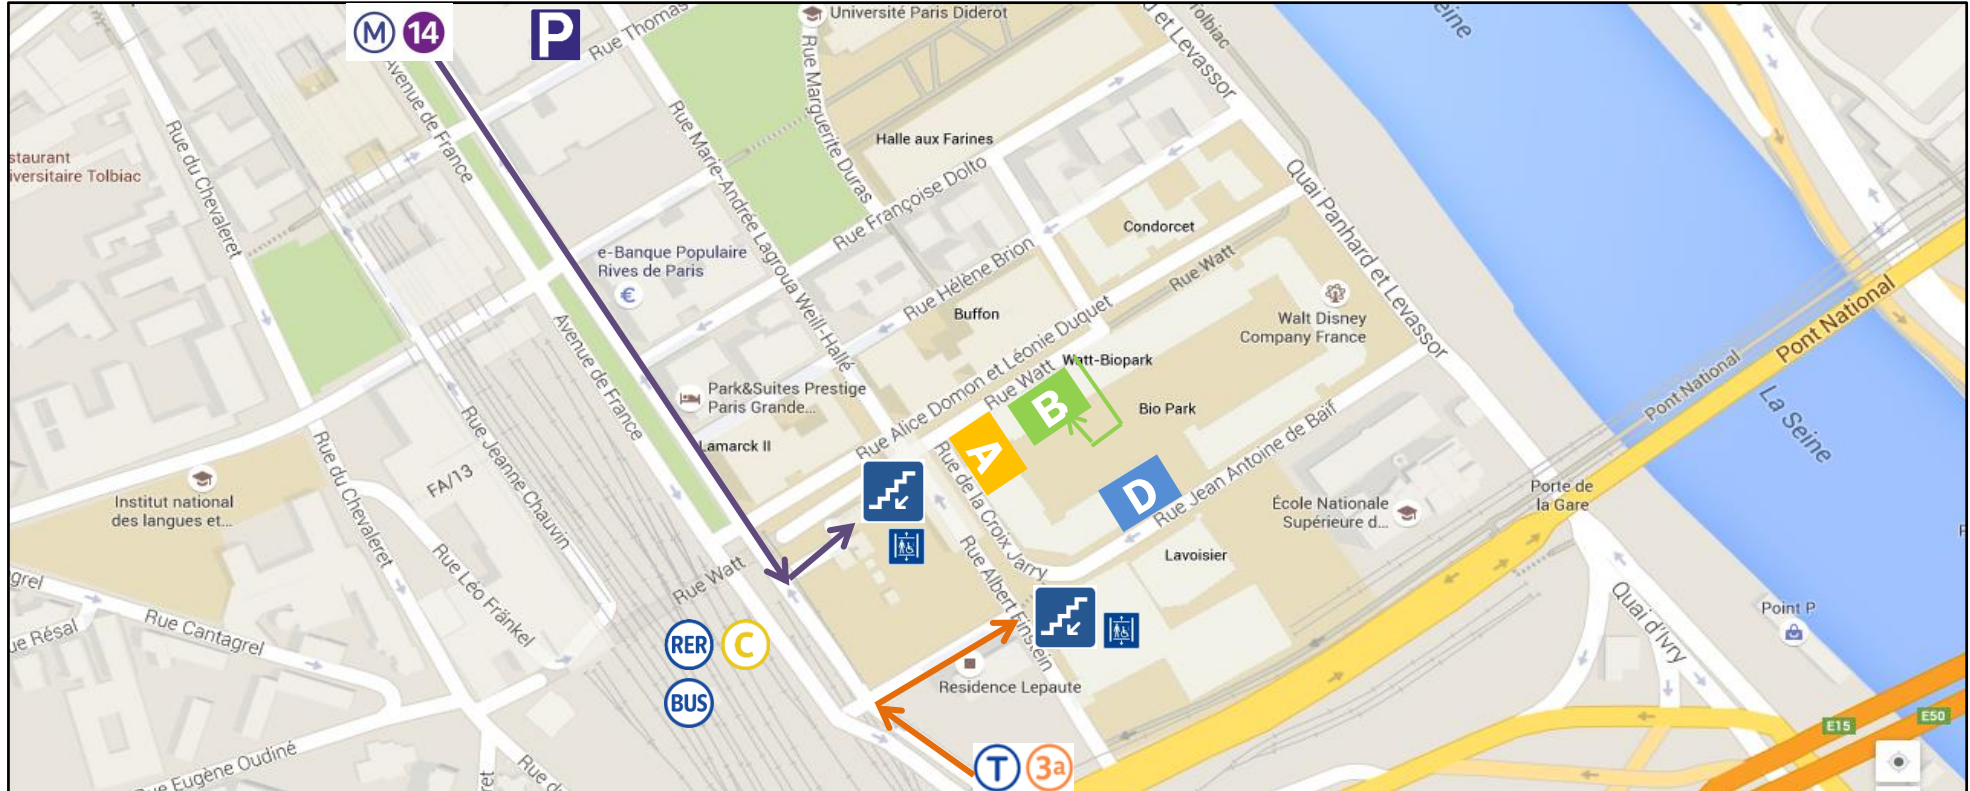 M 14
P
Rue Thomas
Université Paris Diderot
d et Levassor
Tolbiac
eine
Avenue de France
Rue Marguerite Duras
Rue Marie-Andrée Lagroua Weill-Hallé
Halle aux Farines
Rue du Chevaleret
staurant
iversitaire Tolbiac
Rue Françoise Dolto
Quai Panhard et Levassor
Condorcet
e-Banque Populaire
Rives de Paris
€
Rue Hélène Brion
Rue Watt
Buffon
Walt Disney
Company France
Pont National
Pont National
La Seine
Avenue de France
Rue Alice Domon et Léonie Duquet
Watt-Biopark
Rue Watt
Park&Suites Prestige
Paris Grande...
B
Bio Park
Lamarck II
A
D
Rue Jean Antoine de Baïf
Rue Jeanne Chauvin
Rue du Chevaleret
FA/13
Institut national
des langues et...
Rue de la Croix Jarry
École Nationale
Supérieure d...
Porte de
la Gare
Lavoisier
Rue Watt
Rue Albert Einstein
Rue Léo Fränkel
grel
Rue Cantagrel
ue Résal
RER C
BUS
Residence Lepaute
Quai d'Ivry
Point P
E15
E50
Rue Eugène Oudiné
Rue du
ret
T 3a